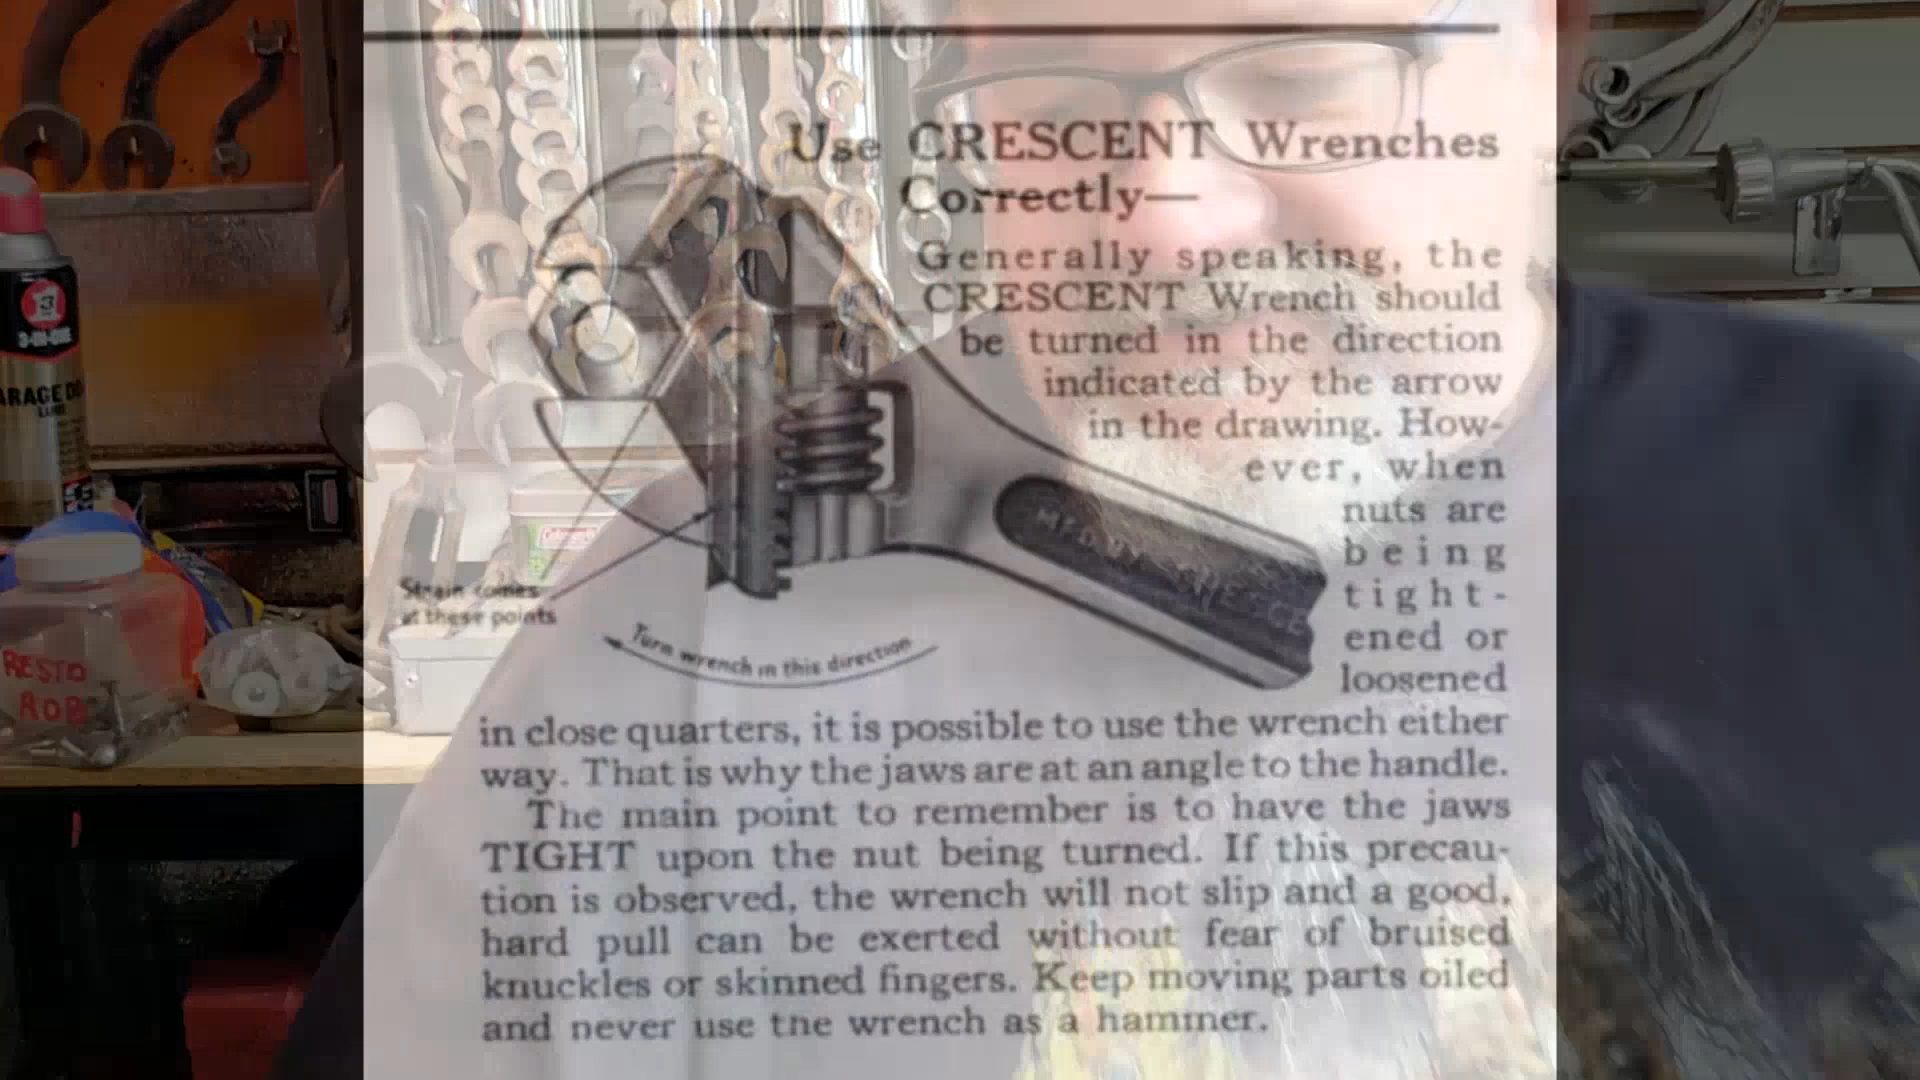 Use CRESCENT Wrenches
Correctly—
Generally speaking, the
CRESCENT Wrench should
be turned in the direction
indicated by the arrow
in the drawing. How-
ever, when
nuts are
being
tight-
ened or
loosened
in close quarters, it is possible to use the wrench either
way. That is why the jaws are at an angle to the handle.
The main point to remember is to have the jaws
TIGHT upon the nut being turned. If this precau-
tion is observed, the wrench will not slip and a good,
hard pull can be exerted without fear of bruised
knuckles or skinned fingers. Keep moving parts oiled
and never use the wrench as a hammer.
Strain comes
at these points
Turn wrench in this direction
3
3-IN-ONE
RESTO
ROB